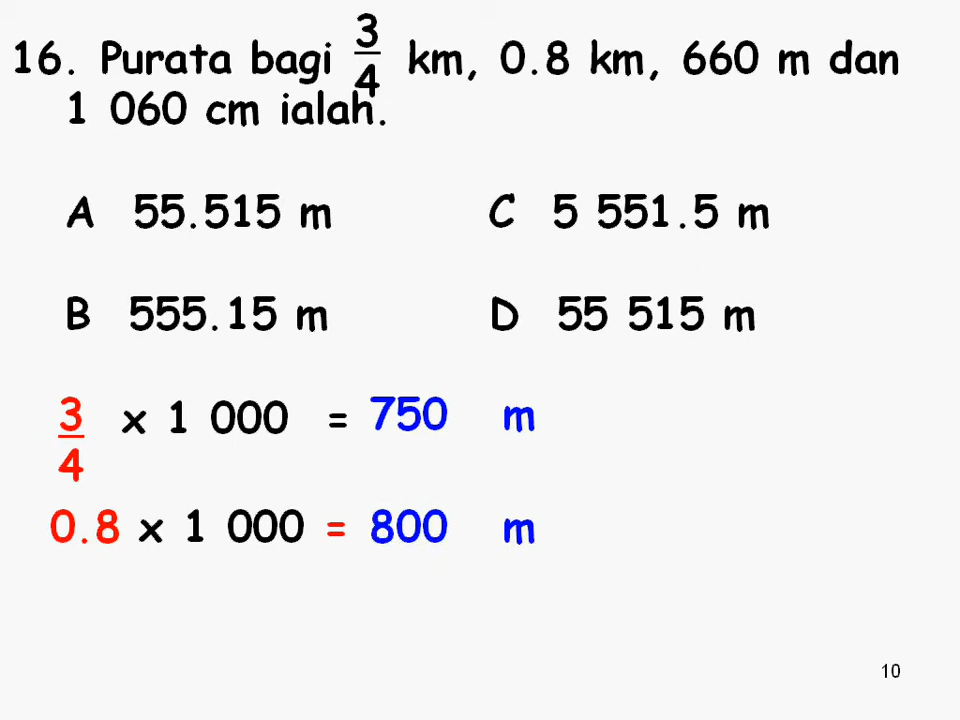 16. Purata bagi 3/4 km, 0.8 km, 660 m dan
1 060 cm ialah.
A 55.515 m C 5 551.5 m
B 555.15 m D 55 515 m
3/4 x 1 000 = 750 m
0.8 x 1 000 = 800 m
10